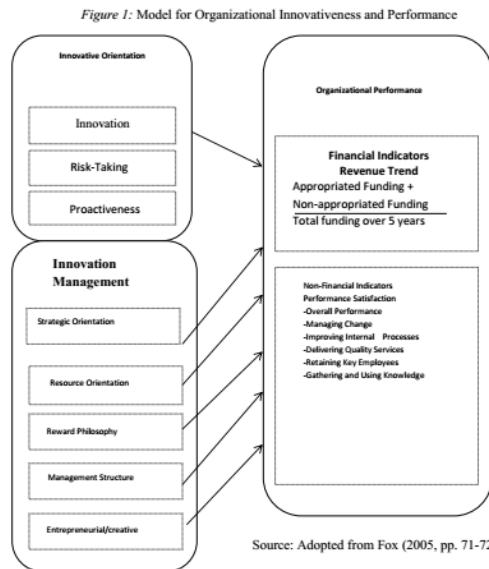 Figure 1: Model for Organizational Innovativeness and Performance
Innovative Orientation
Innovation
Risk-Taking
Proactiveness
Innovation
Management
Strategic Orientation
Resource Orientation
Reward Philosophy
Management Structure
Entrepreneurial/creative
Organizational Performance
Financial Indicators
Revenue Trend
Appropriated Funding +
Non-appropriated Funding
Total funding over 5 years
Non-Financial Indicators
Performance Satisfaction
-Overall Performance
-Managing Change
-Improving Internal Processes
-Delivering Quality Services
-Retaining Key Employees
-Gathering and Using Knowledge
Source: Adopted from Fox (2005, pp. 71-72